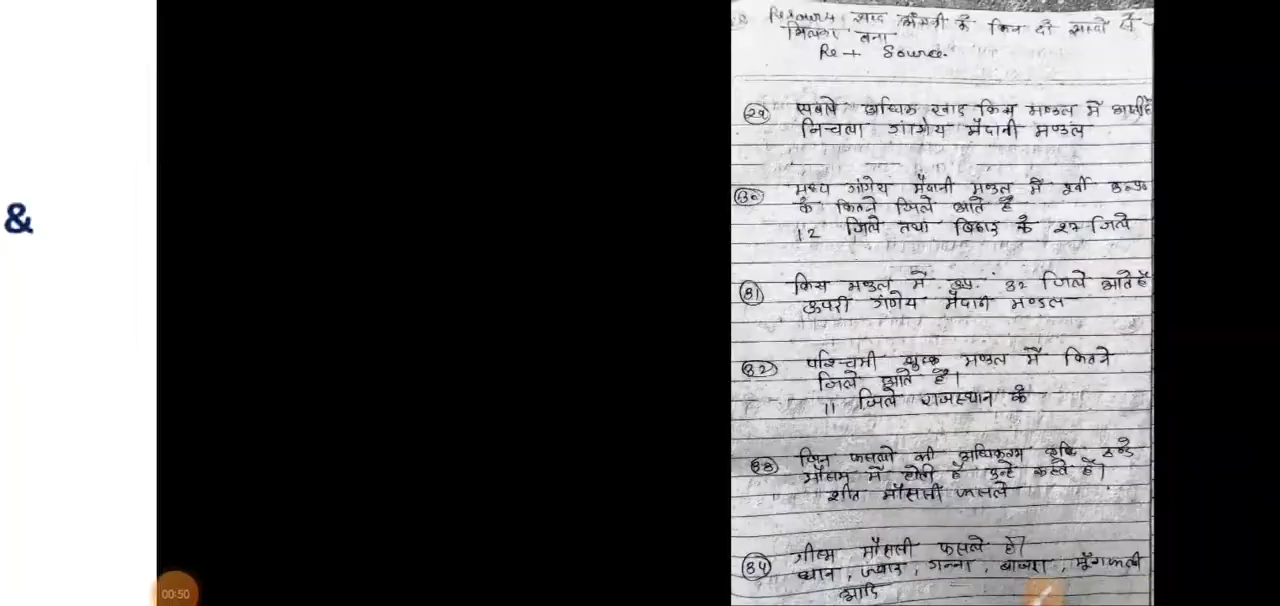 &
Resource शब्द अंग्रेजी के किन दो शब्दों से
मिलकर बना
Re + Source.
(29) सबसे अधिक खाद किस मण्डल में आती है
निचला गांगेय मैदानी मण्डल
(30) मध्य गांगेय मैदानी मण्डल में पूर्वी उ०प्र०
के कितने जिले आते हैं
12 जिले तथा बिहार के 27 जिले
(31) किस मण्डल में उ.प्र. 32 जिले आते हैं
ऊपरी गंगेय मैदानी मण्डल
(32) पश्चिमी शुष्क मण्डल में कितने
जिले आते हैं।
11 जिले राजस्थान के
(33) जिन फसलो की अधिकतम वृद्धि ठण्डे
मौसम में होती है उन्हे कहते हैं।
शीत मौसमी फसले
(34) ग्रीष्म मौसमी फसले है।
धान, ज्वार, गन्ना, बाजरा, मूँगफली
आदि
00:50